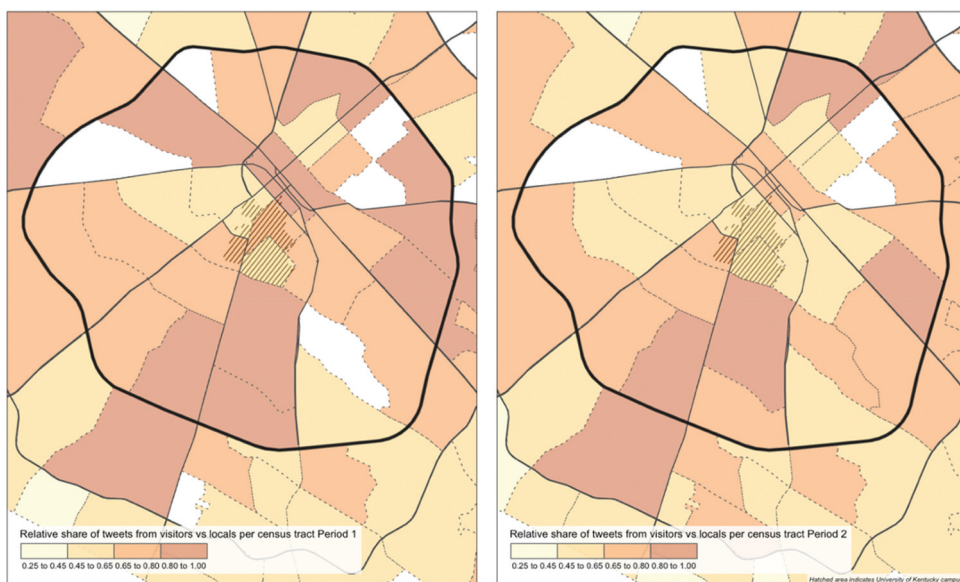 Relative share of tweets from visitors vs locals per census tract Period 1
0.25 to 0.45 0.45 to 0.65 0.65 to 0.80 0.80 to 1.00
Relative share of tweets from visitors vs locals per census tract Period 2
0.25 to 0.45 0.45 to 0.65 0.65 to 0.80 0.80 to 1.00
Hatched area indicates University of Kentucky campus